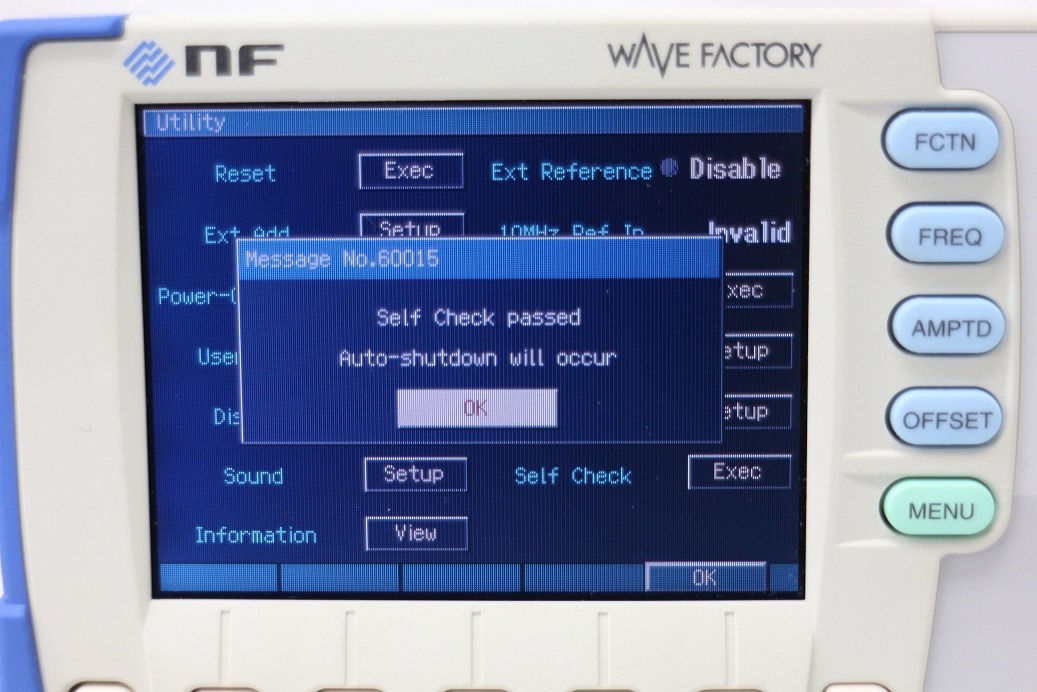 NF
WAVE FACTORY
Utility
Reset Exec Ext Reference Disable
Setup
Message No.60015
Self Check passed
Auto-shutdown will occur
OK
Sound Setup Self Check Exec
Information View
OK
FCTN
FREQ
AMPTD
OFFSET
MENU